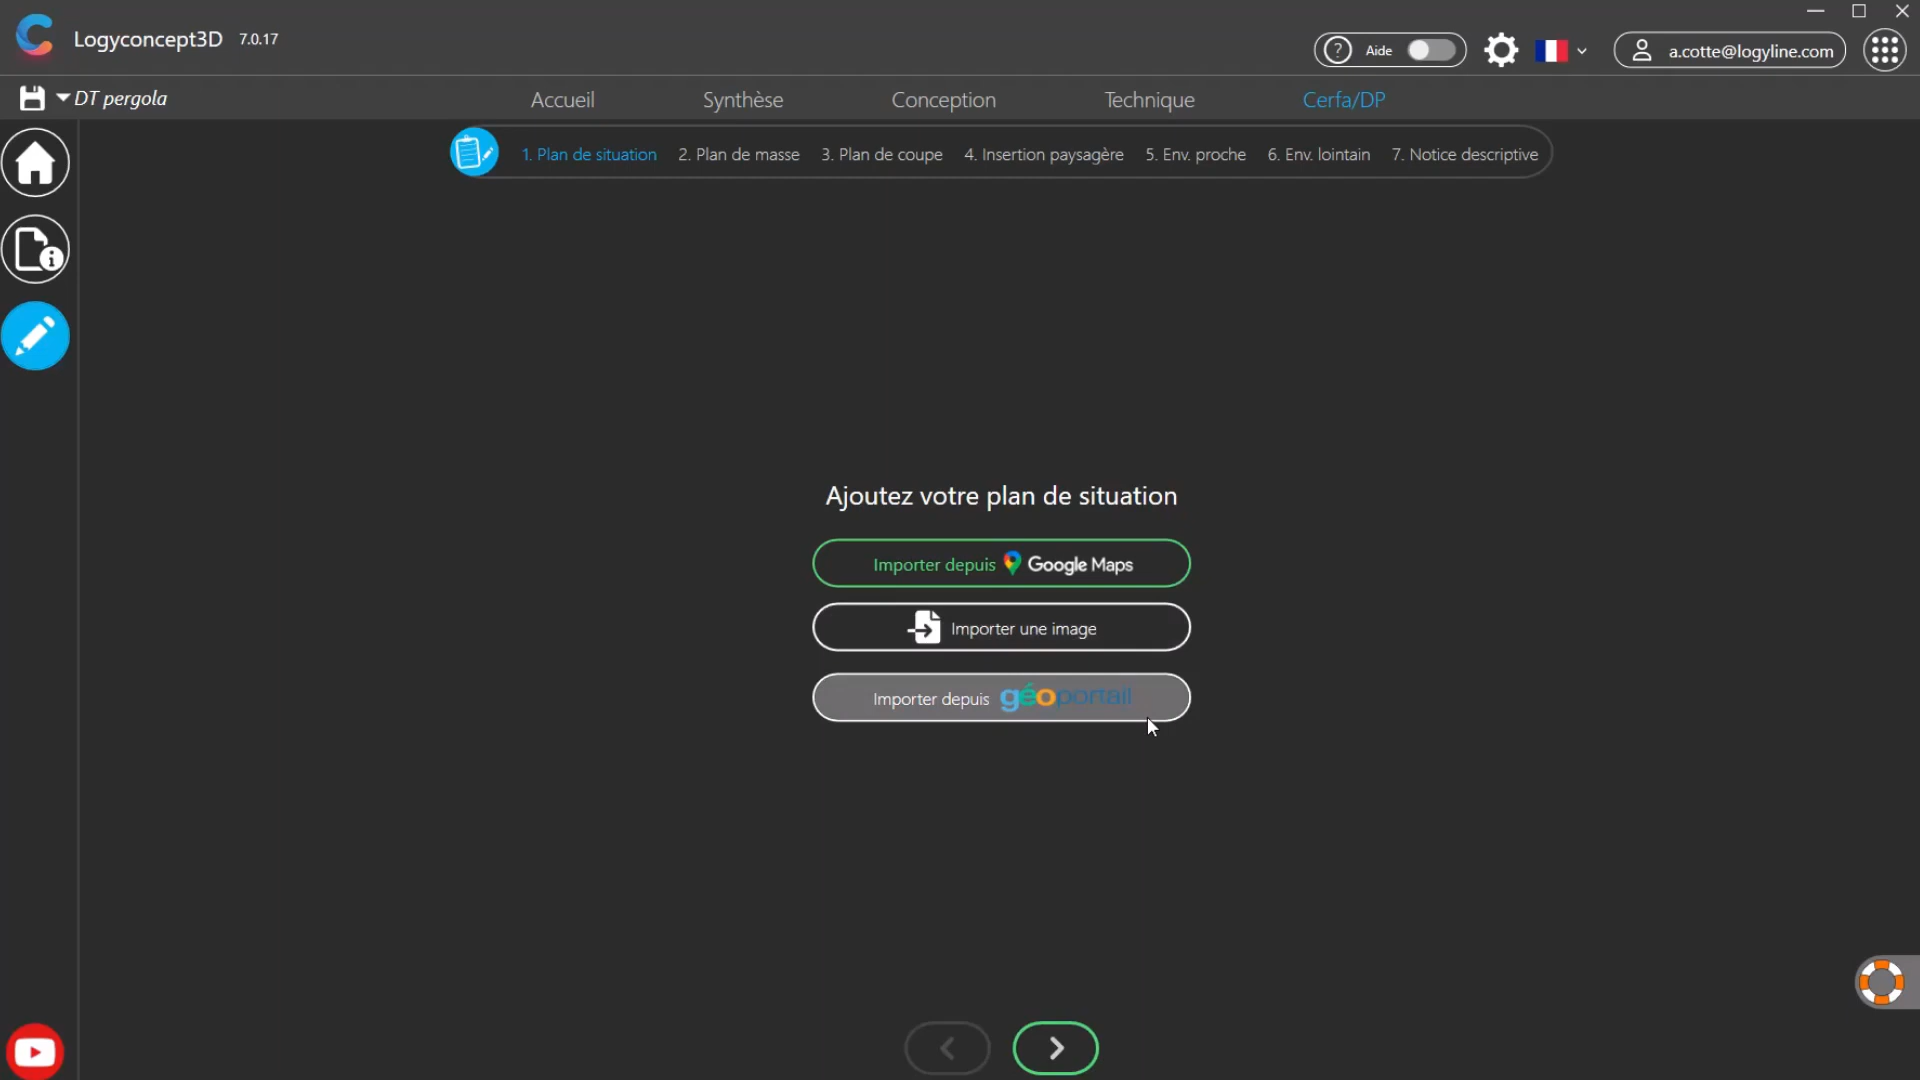 Logyconcept3D 7.0.17
? Aide
a.cotte@logyline.com
DT pergola
Accueil
Synthèse
Conception
Technique
Cerfa/DP
1. Plan de situation
2. Plan de masse
3. Plan de coupe
4. Insertion paysagère
5. Env. proche
6. Env. lointain
7. Notice descriptive
Ajoutez votre plan de situation
Importer depuis Google Maps
Importer une image
Importer depuis géoportail